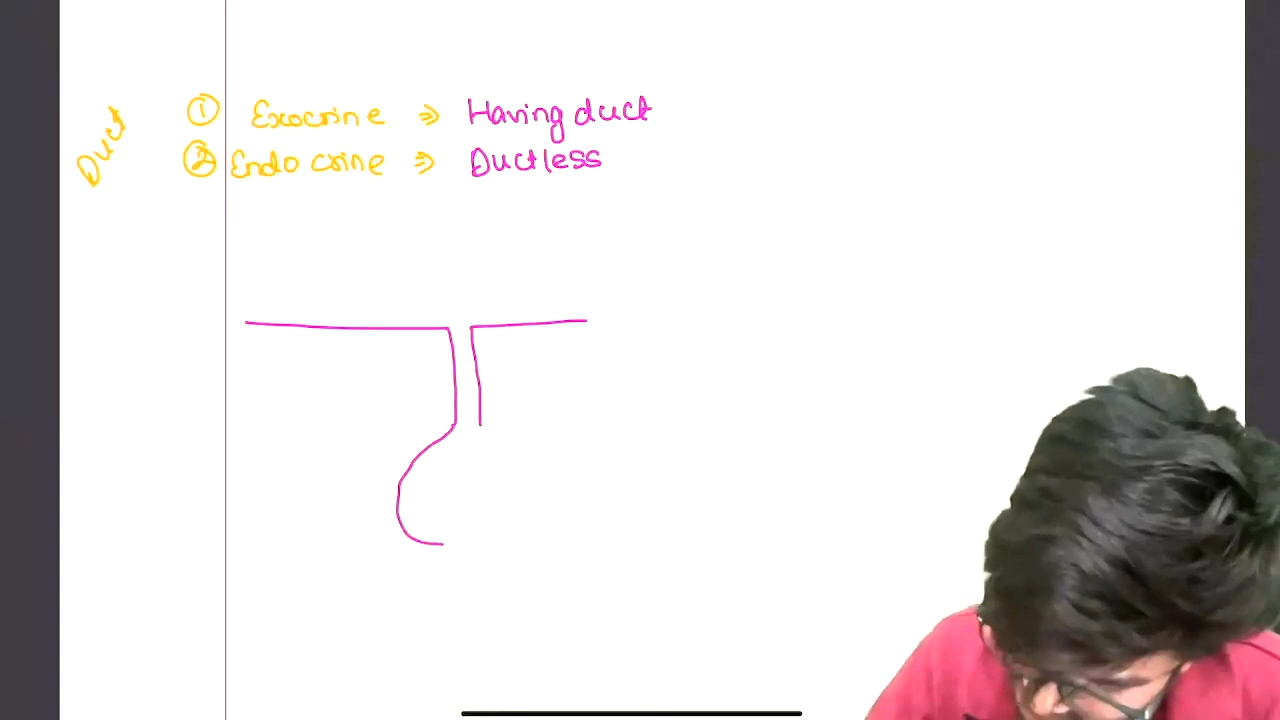 Duct
① Exocrine ⇒ Having duct
② Endocrine ⇒ Ductless